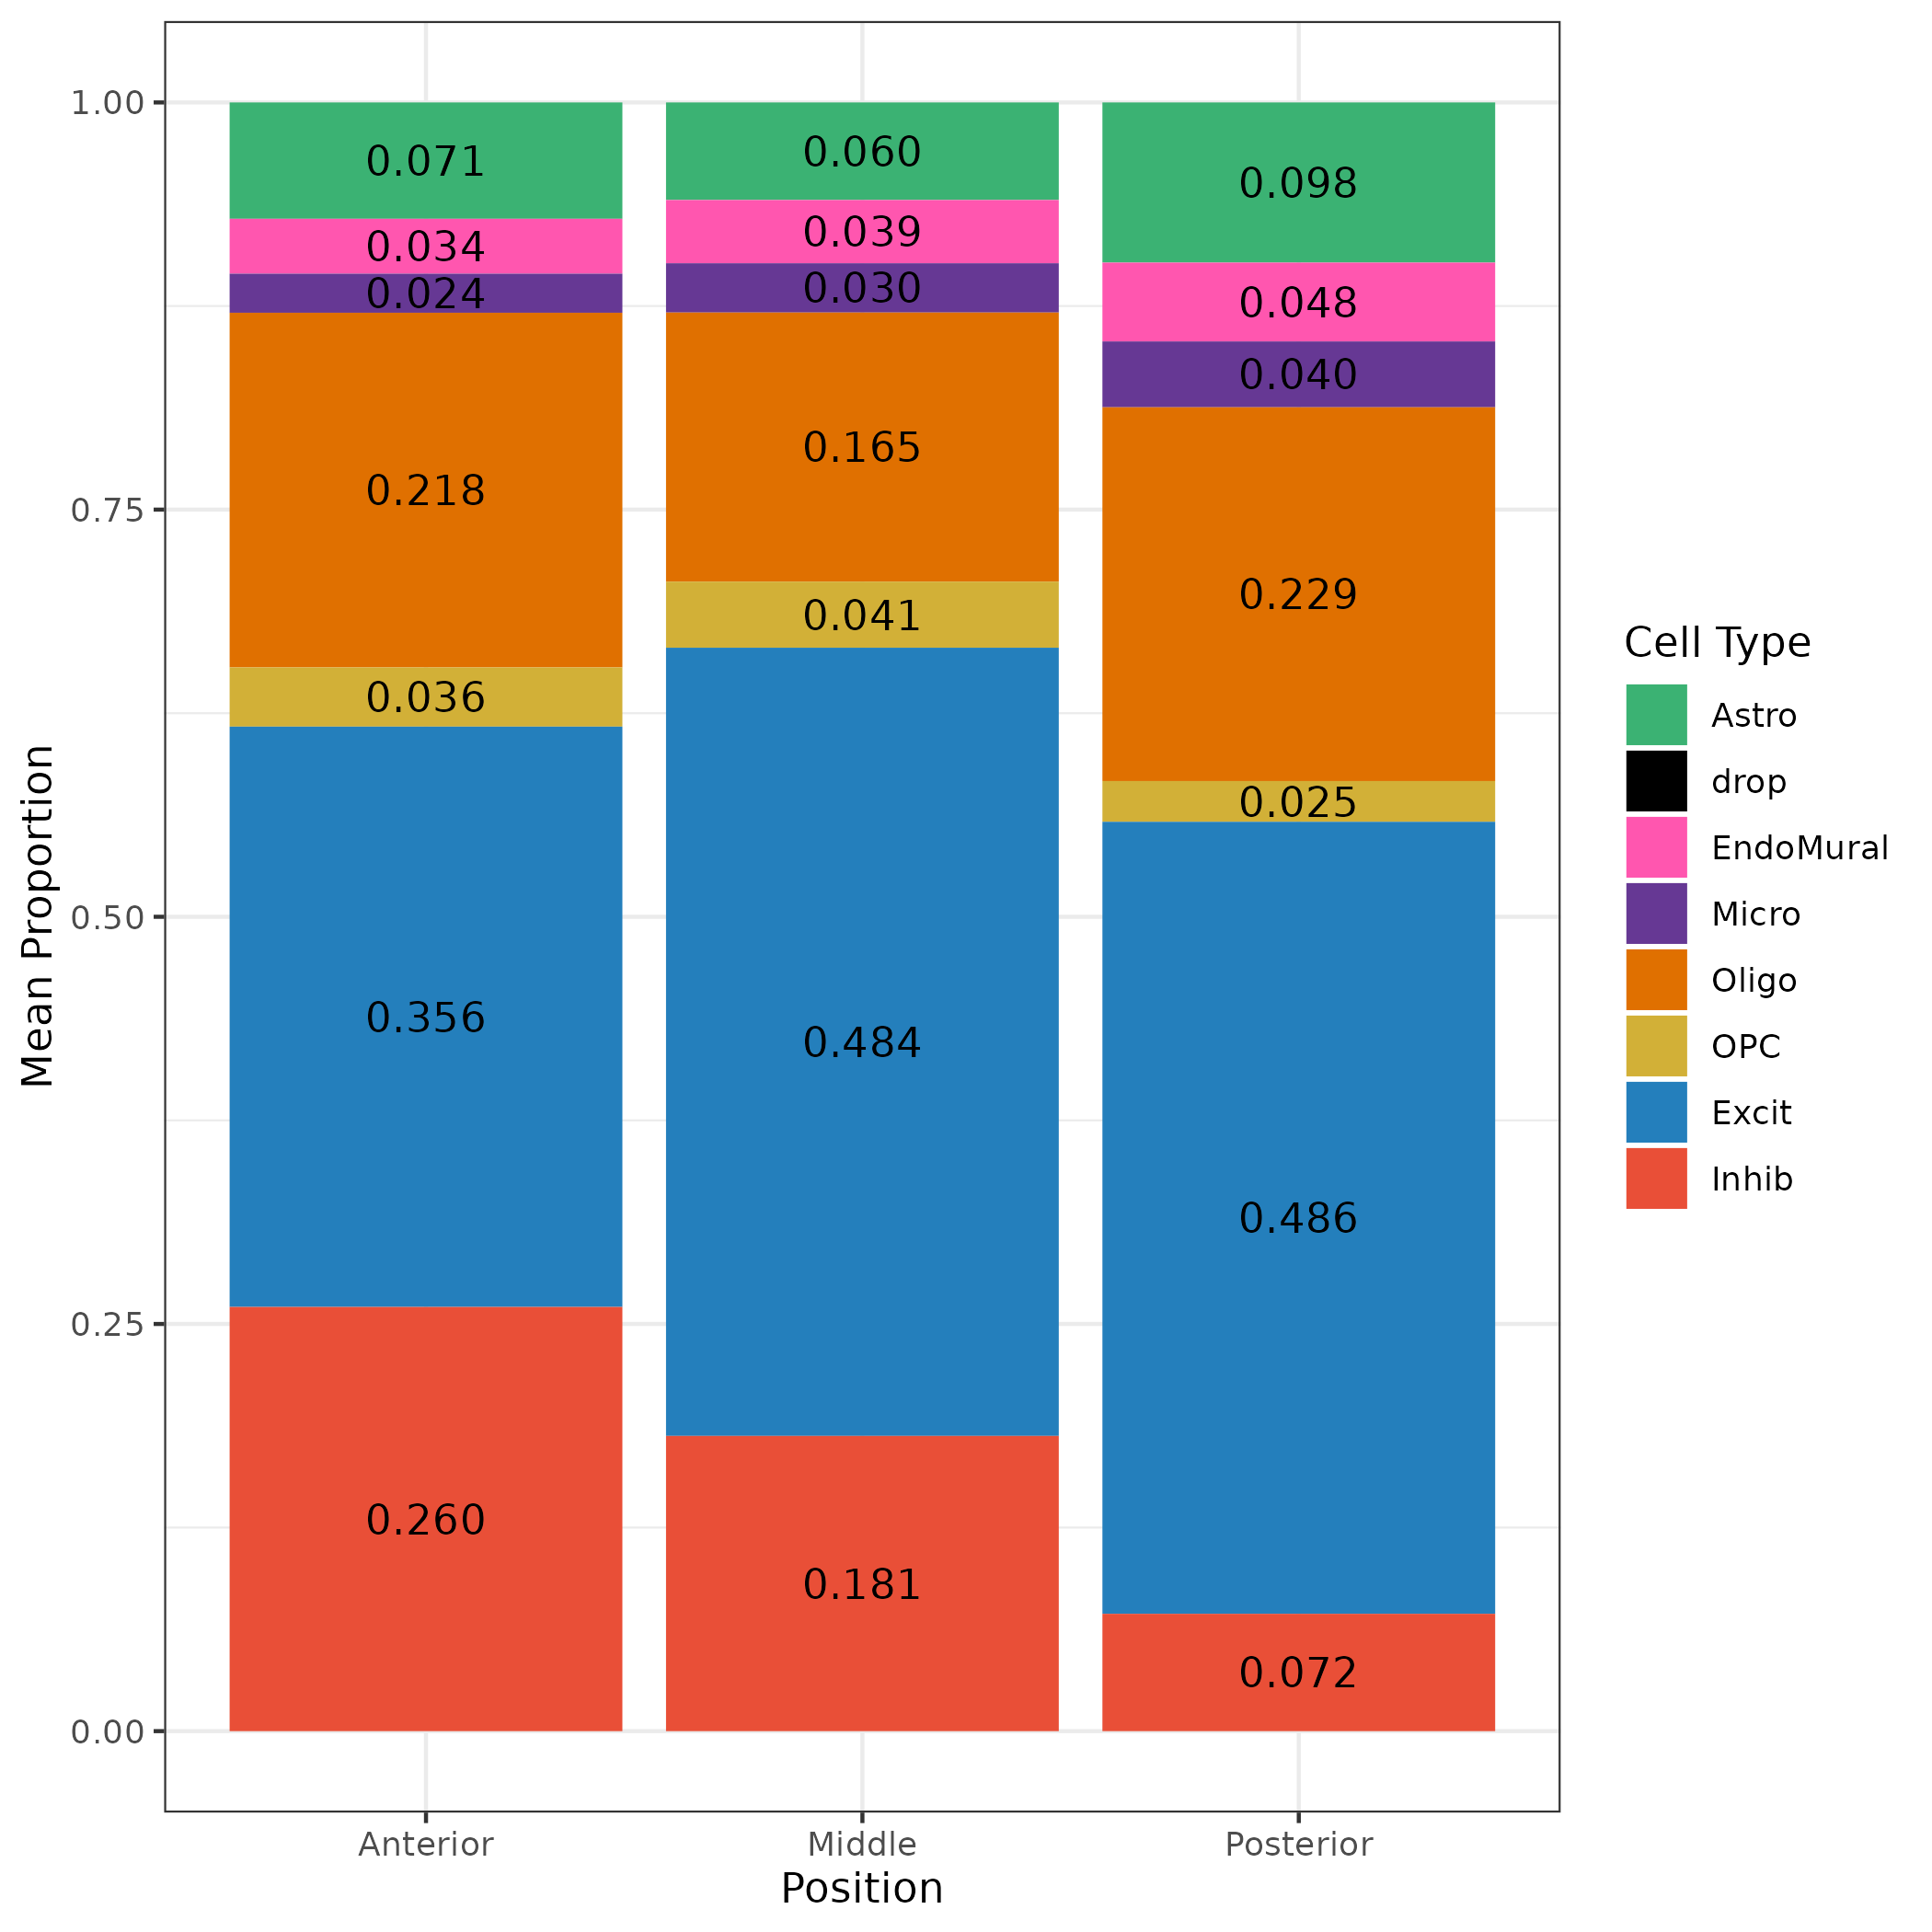 Mean Proportion
1.00
0.75
0.50
0.25
0.00
0.071
0.034
0.024
0.218
0.036
0.356
0.260
0.060
0.039
0.030
0.165
0.041
0.484
0.181
0.098
0.048
0.040
0.229
0.025
0.486
0.072
Anterior
Middle
Posterior
Position
Cell Type
Astro
drop
EndoMural
Micro
Oligo
OPC
Excit
Inhib